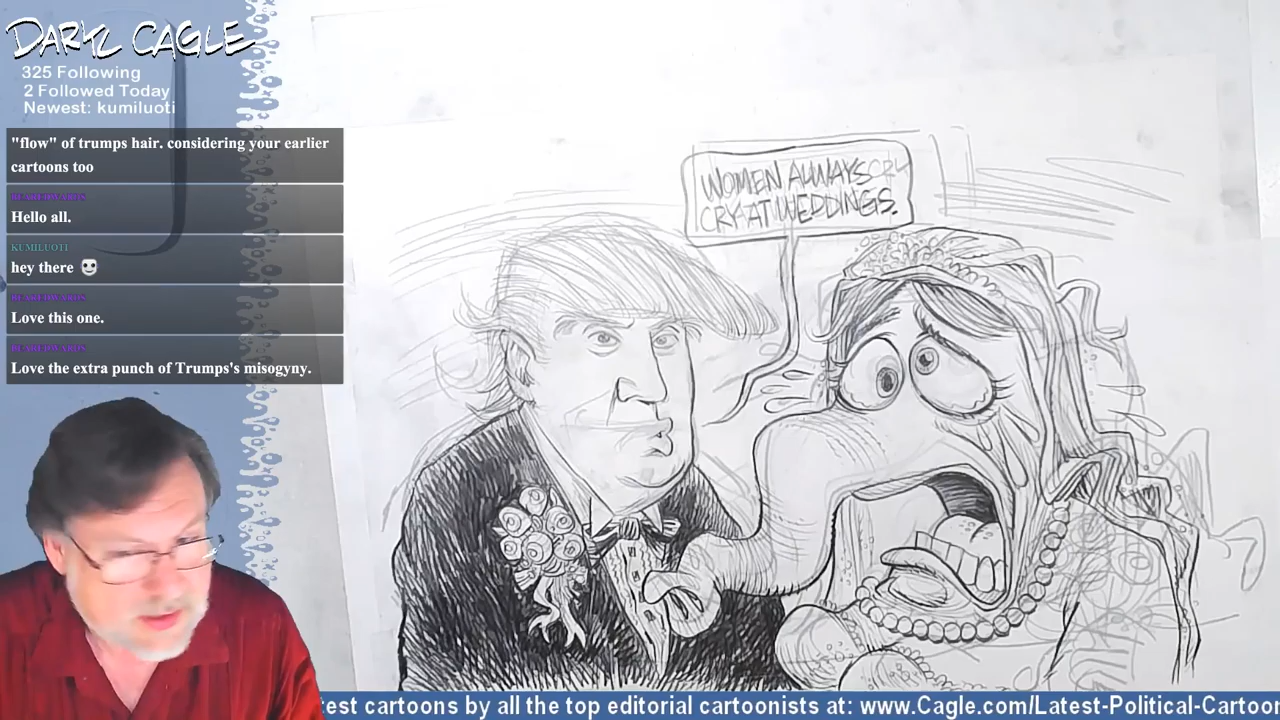 DARYL CAGLE
325 Following
2 Followed Today
Newest: kumiluoti
"flow" of trumps hair. considering your earlier
cartoons too
Hello all.
KUMILUOTI
hey there
Love this one.
Love the extra punch of Trumps's misogyny.
WOMEN ALWAYS CRY
CRY AT WEDDINGS.
test cartoons by all the top editorial cartoonists at: www.Cagle.com/Latest-Political-Cartoon